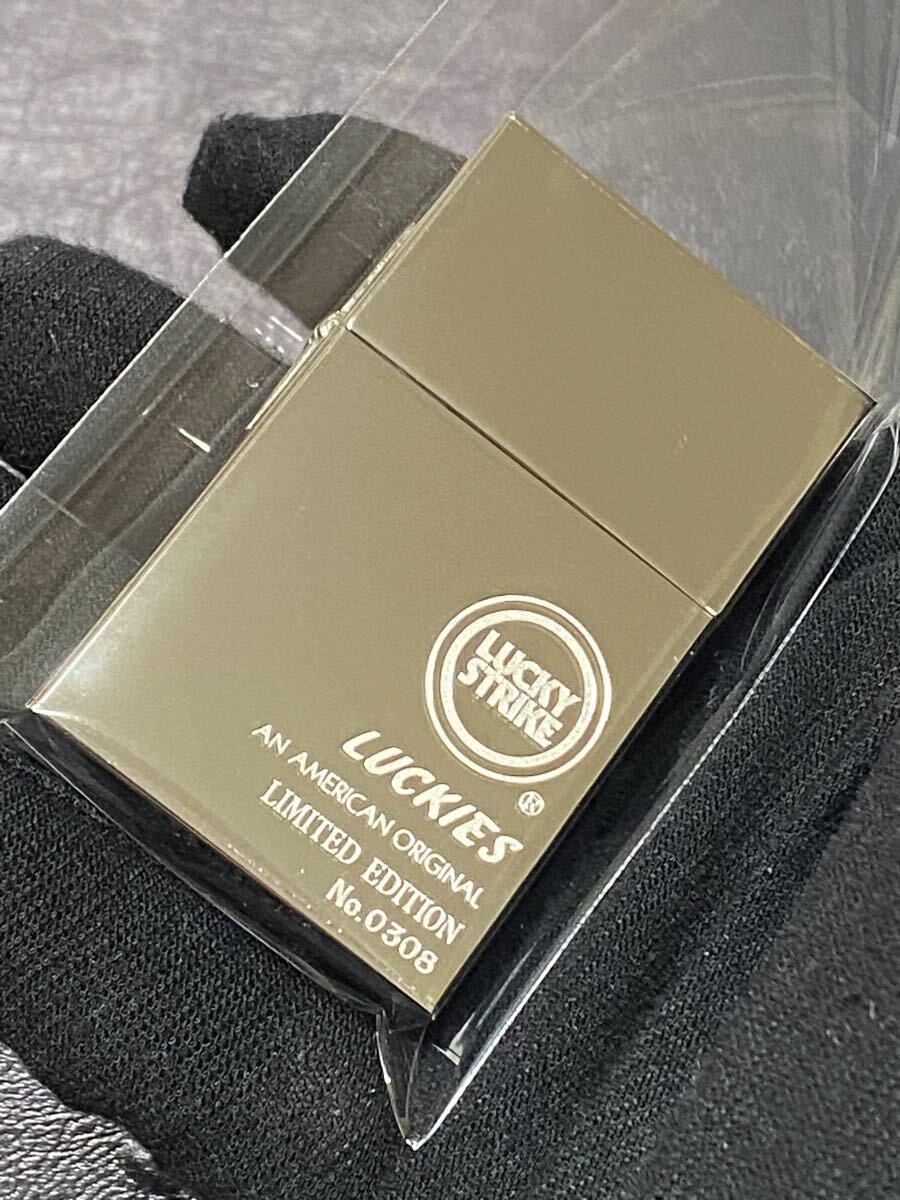 LUCKY
STRIKE
®
LUCKIES
AN AMERICAN ORIGINAL
LIMITED EDITION
No.0308